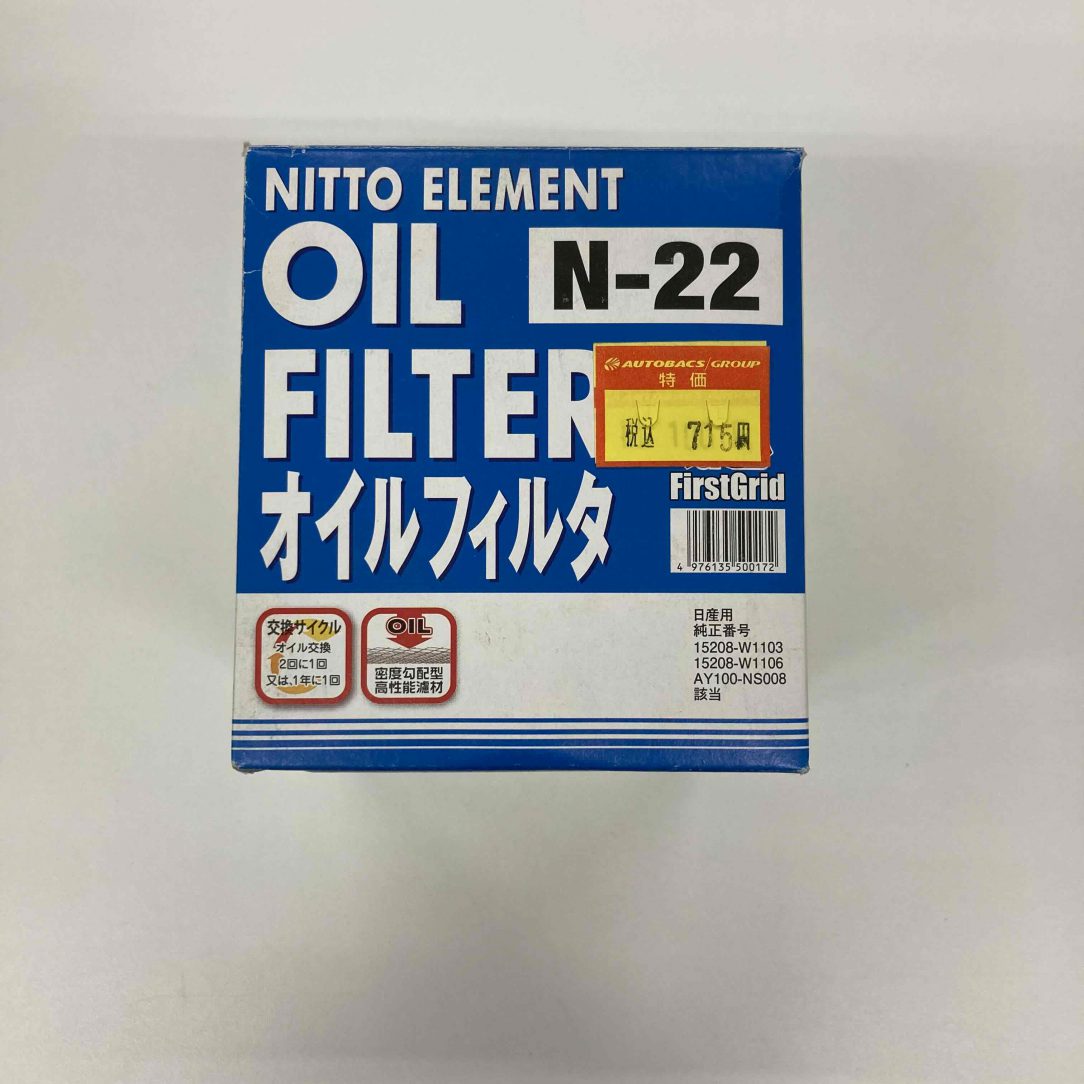 NITTO ELEMENT
OIL
N-22
FILTER
AUTOBACS/GROUP
特価
税込 715円
FirstGrid
オイルフィルタ
4 976135 500172
交換サイクル
オイル交換
2回に1回
又は、1年に1回
OIL
密度勾配型
高性能濾材
日産用
純正番号
15208-W1103
15208-W1106
AY100-NS008
該当